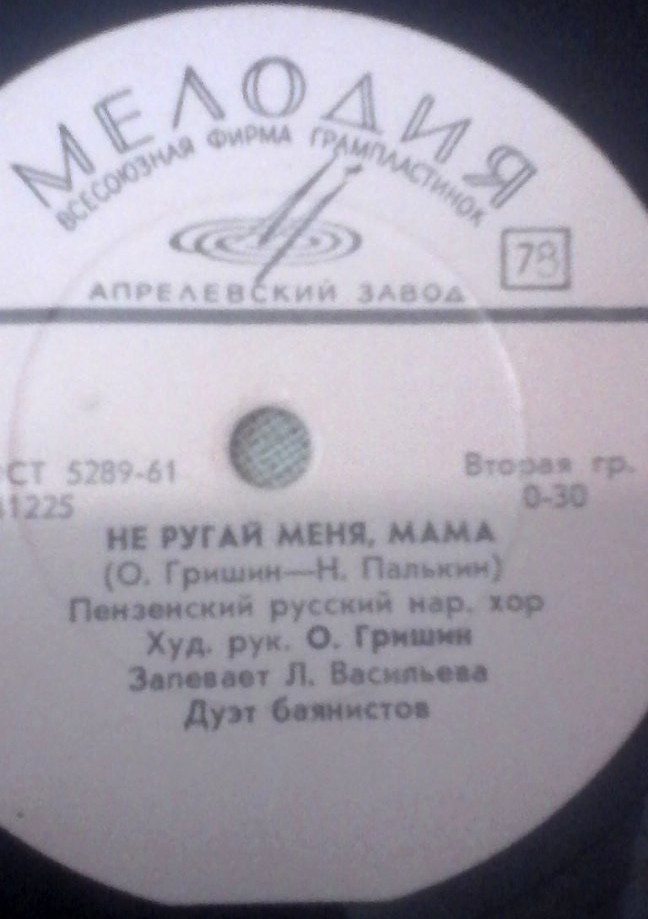 МЕЛОДИЯ
ВСЕСОЮЗНАЯ ФИРМА ГРАМПЛАСТИНОК
78
АПРЕЛЕВСКИЙ ЗАВОД
СТ 5289-61
Вторая гр.
1225
0-30
НЕ РУГАЙ МЕНЯ, МАМА
(О. Гришин—Н. Палькин)
Пензенский русский нар. хор
Худ. рук. О. Гришин
Запевает Л. Васильева
Дуэт баянистов